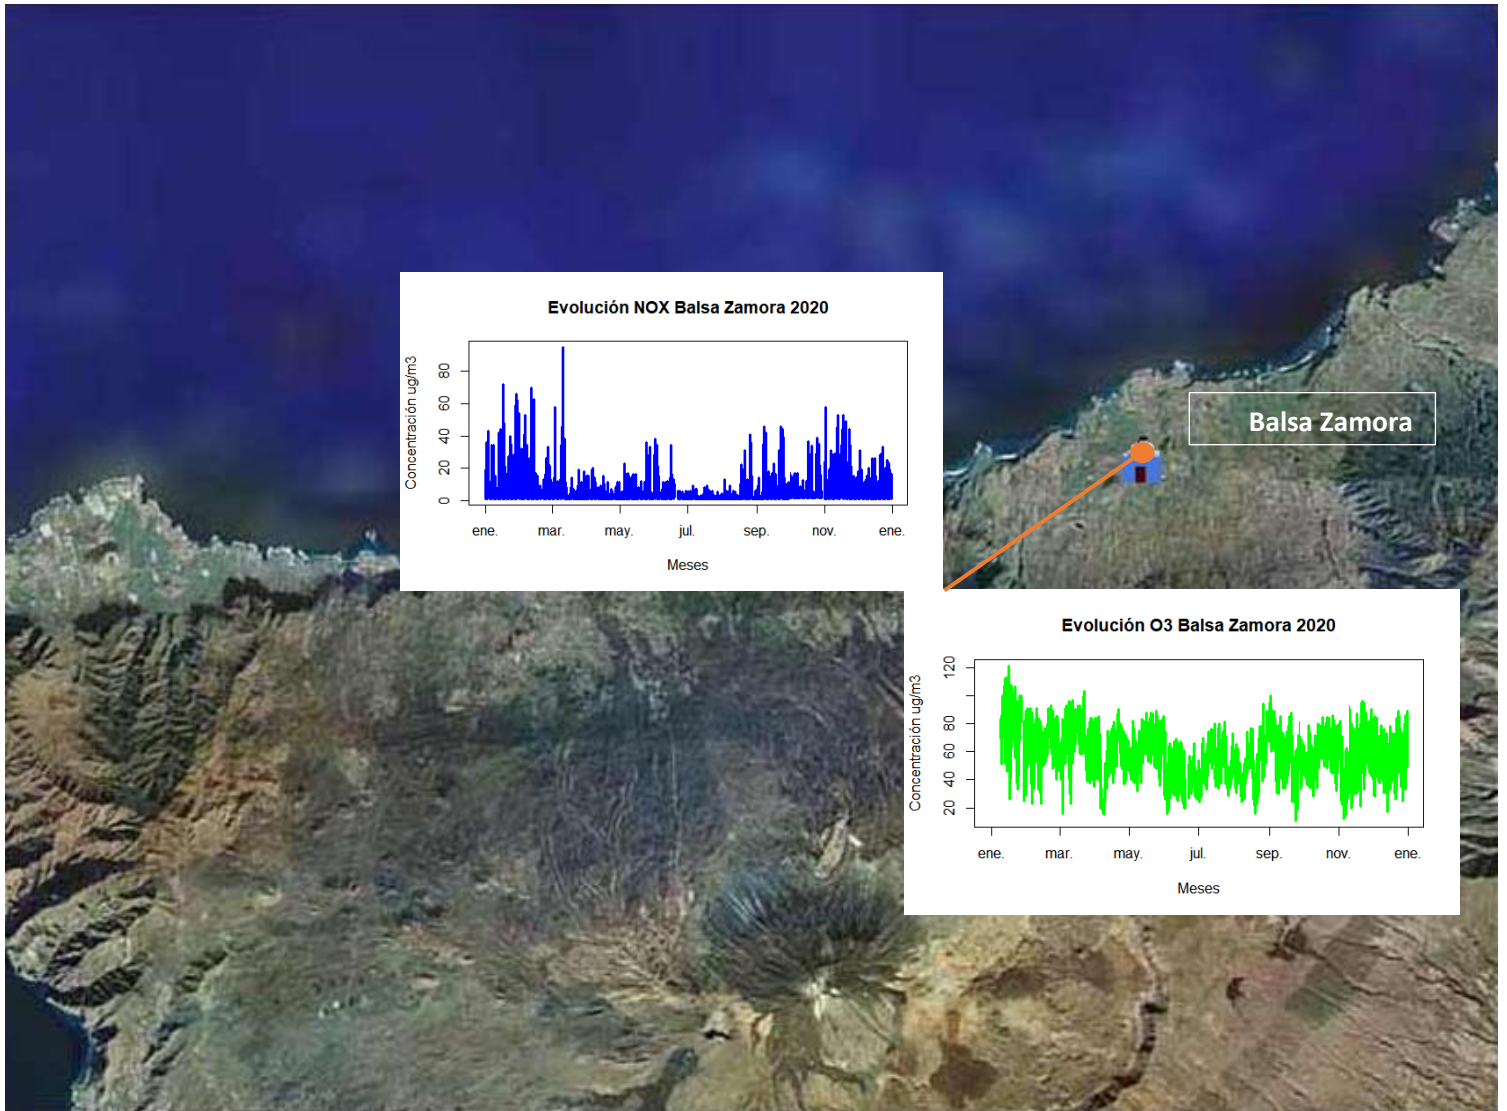 Evolución NOX Balsa Zamora 2020
Concentración ug/m3
80
60
40
20
0
ene.
mar.
may.
jul.
sep.
nov.
ene.
Meses
Balsa Zamora
Evolución O3 Balsa Zamora 2020
Concentración ug/m3
120
80
60
40
20
ene.
mar.
may.
jul.
sep.
nov.
ene.
Meses